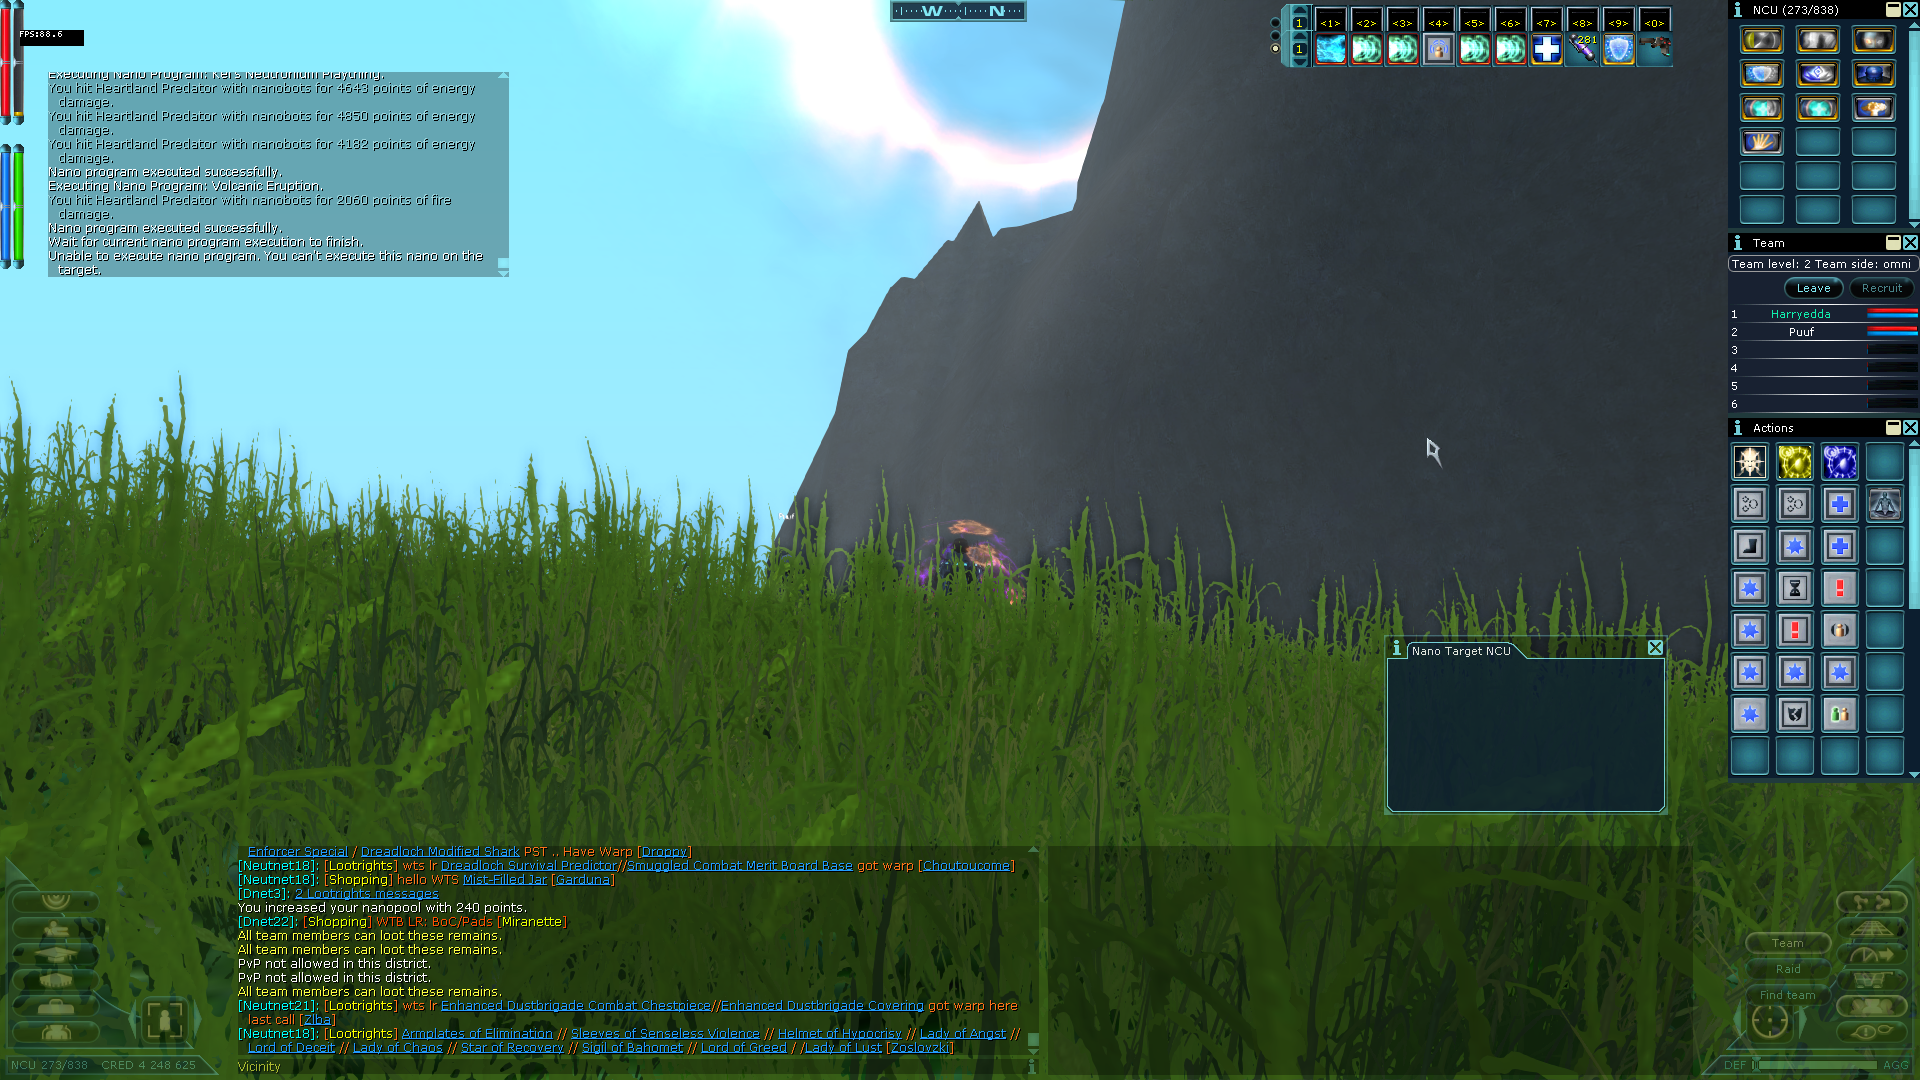 FPS:88.6
W N
Executing Nano Program: Kel's Neutronium Plaything.
You hit Heartland Predator with nanobots for 4643 points of energy
damage.
You hit Heartland Predator with nanobots for 4850 points of energy
damage.
You hit Heartland Predator with nanobots for 4182 points of energy
damage.
Nano program executed successfully.
Executing Nano Program: Volcanic Eruption.
You hit Heartland Predator with nanobots for 2060 points of fire
damage.
Nano program executed successfully.
Wait for current nano program execution to finish.
Unable to execute nano program. You can't execute this nano on the
target.
1 <1> <2> <3> <4> <5> <6> <7> <8> <9> <0>
1 281
NCU (273/838)
Team
Team level: 2 Team side: omni
Leave Recruit
1 Harryedda
2 Puuf
3
4
5
6
Actions
Puuf
Nano Target NCU
Enforcer Special / Dreadloch Modified Shark PST .. Have Warp [Droppy]
[Neutnet18]: [Lootrights] wts lr Dreadloch Survival Predictor//Smuggled Combat Merit Board Base got warp [Choutoucome]
[Neutnet18]: [Shopping] hello WTS Mist-Filled Jar [Garduna]
[Dnet3]: 2 Lootrights messages
You increased your nanopool with 240 points.
[Dnet22]: [Shopping] WTB LR: BoC/Pads [Miranette]
All team members can loot these remains.
All team members can loot these remains.
PvP not allowed in this district.
PvP not allowed in this district.
All team members can loot these remains.
[Neutnet21]: [Lootrights] wts lr Enhanced Dustbrigade Combat Chestpiece//Enhanced Dustbrigade Covering got warp here
last call [Zlba]
[Neutnet18]: [Lootrights] Armplates of Elimination // Sleeves of Senseless Violence // Helmet of Hypocrisy // Lady of Angst //
Lord of Deceit // Lady of Chaos // Star of Recovery // Sigil of Bahomet // Lord of Greed / /Lady of Lust [Zoslovzki]
Vicinity
NCU 273/838 CRED 4 248 625
Team
Raid
Find team
DEF AGG